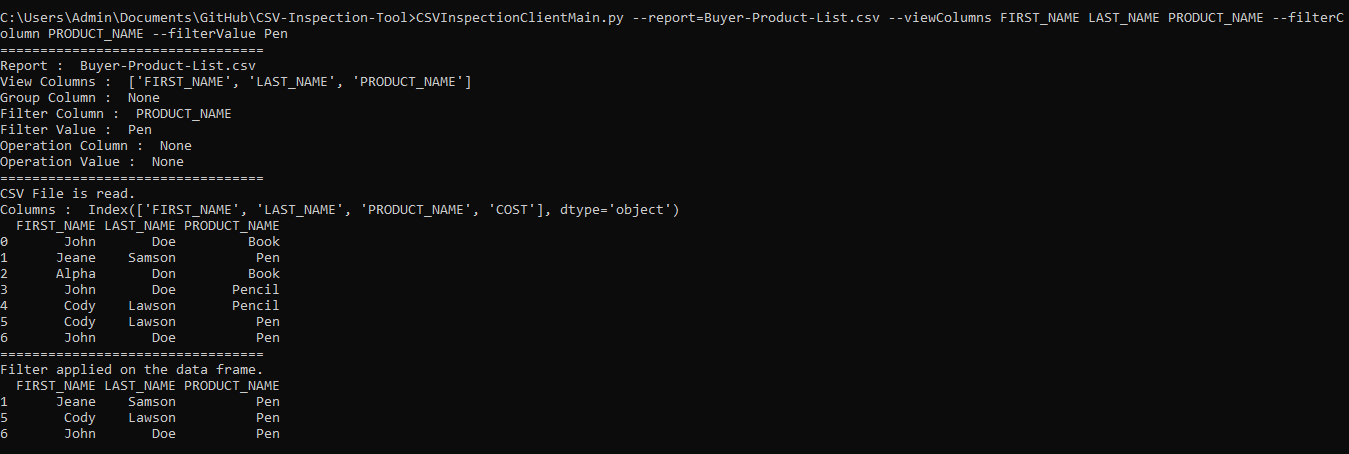 C:\Users\Admin\Documents\GitHub\CSV-Inspection-Tool>CSVInspectionClientMain.py --report=Buyer-Product-List.csv --viewColumns FIRST_NAME LAST_NAME PRODUCT_NAME --filterC
olumn PRODUCT_NAME --filterValue Pen
=================================
Report :  Buyer-Product-List.csv
View Columns :  ['FIRST_NAME', 'LAST_NAME', 'PRODUCT_NAME']
Group Column :  None
Filter Column :  PRODUCT_NAME
Filter Value :  Pen
Operation Column :  None
Operation Value :  None
=================================
CSV File is read.
Columns :  Index(['FIRST_NAME', 'LAST_NAME', 'PRODUCT_NAME', 'COST'], dtype='object')
  FIRST_NAME LAST_NAME PRODUCT_NAME
0       John       Doe         Book
1      Jeane    Samson          Pen
2      Alpha       Don         Book
3       John       Doe       Pencil
4       Cody    Lawson       Pencil
5       Cody    Lawson          Pen
6       John       Doe          Pen
=================================
Filter applied on the data frame.
  FIRST_NAME LAST_NAME PRODUCT_NAME
1      Jeane    Samson          Pen
5       Cody    Lawson          Pen
6       John       Doe          Pen